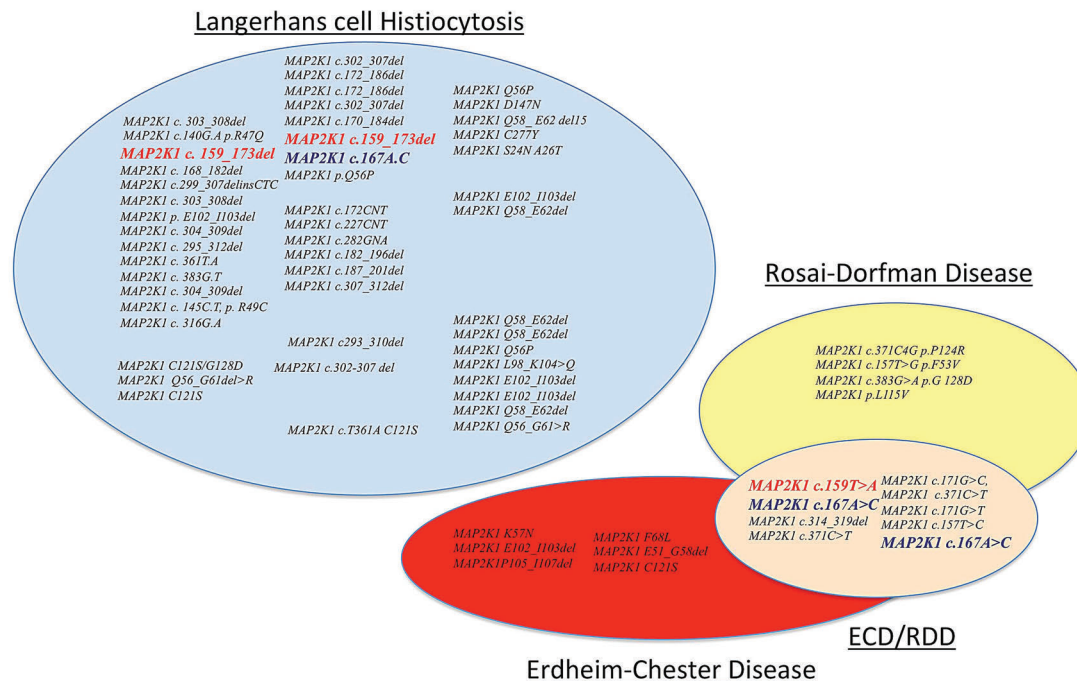 Langerhans cell Histiocytosis
MAP2K1 c. 303_308del
MAP2K1 c.140G.A p.R47Q
MAP2K1 c. 159_173del
MAP2K1 c. 168_182del
MAP2K1 c.299_307delinsCTC
MAP2K1 c. 303_308del
MAP2K1 p. E102_I103del
MAP2K1 c. 304_309del
MAP2K1 c. 295_312del
MAP2K1 c. 361T.A
MAP2K1 c. 383G.T
MAP2K1 c. 304_309del
MAP2K1 c. 145C.T, p. R49C
MAP2K1 c. 316G.A
MAP2K1 C121S/G128D
MAP2K1 Q56_G61del>R
MAP2K1 C121S
MAP2K1 c.302_307del
MAP2K1 c.172_186del
MAP2K1 c.172_186del
MAP2K1 c.302_307del
MAP2K1 c.170_184del
MAP2K1 c.159_173del
MAP2K1 c.167A.C
MAP2K1 p.Q56P
MAP2K1 c.172CNT
MAP2K1 c.227CNT
MAP2K1 c.282GNA
MAP2K1 c.182_196del
MAP2K1 c.187_201del
MAP2K1 c.307_312del
MAP2K1 c293_310del
MAP2K1 c.302-307 del
MAP2K1 c.T361A C121S
MAP2K1 Q56P
MAP2K1 D147N
MAP2K1 Q58_ E62 del15
MAP2K1 C277Y
MAP2K1 S24N A26T
MAP2K1 E102_I103del
MAP2K1 Q58_E62del
MAP2K1 Q58_E62del
MAP2K1 Q58_E62del
MAP2K1 Q56P
MAP2K1 L98_K104>Q
MAP2K1 E102_I103del
MAP2K1 E102_I103del
MAP2K1 Q58_E62del
MAP2K1 Q56_G61>R
Rosai-Dorfman Disease
MAP2K1 c.371C4G p.P124R
MAP2K1 c.157T>G p.F53V
MAP2K1 c.383G>A p.G 128D
MAP2K1 p.L115V
MAP2K1 c.159T>A
MAP2K1 c.167A>C
MAP2K1 c.314_319del
MAP2K1 c.371C>T
MAP2K1 c.171G>C,
MAP2K1 c.371C>T
MAP2K1 c.171G>T
MAP2K1 c.157T>C
MAP2K1 c.167A>C
MAP2K1 K57N
MAP2K1 E102_I103del
MAP2K1P105_I107del
MAP2K1 F68L
MAP2K1 E51_G58del
MAP2K1 C121S
ECD/RDD
Erdheim-Chester Disease